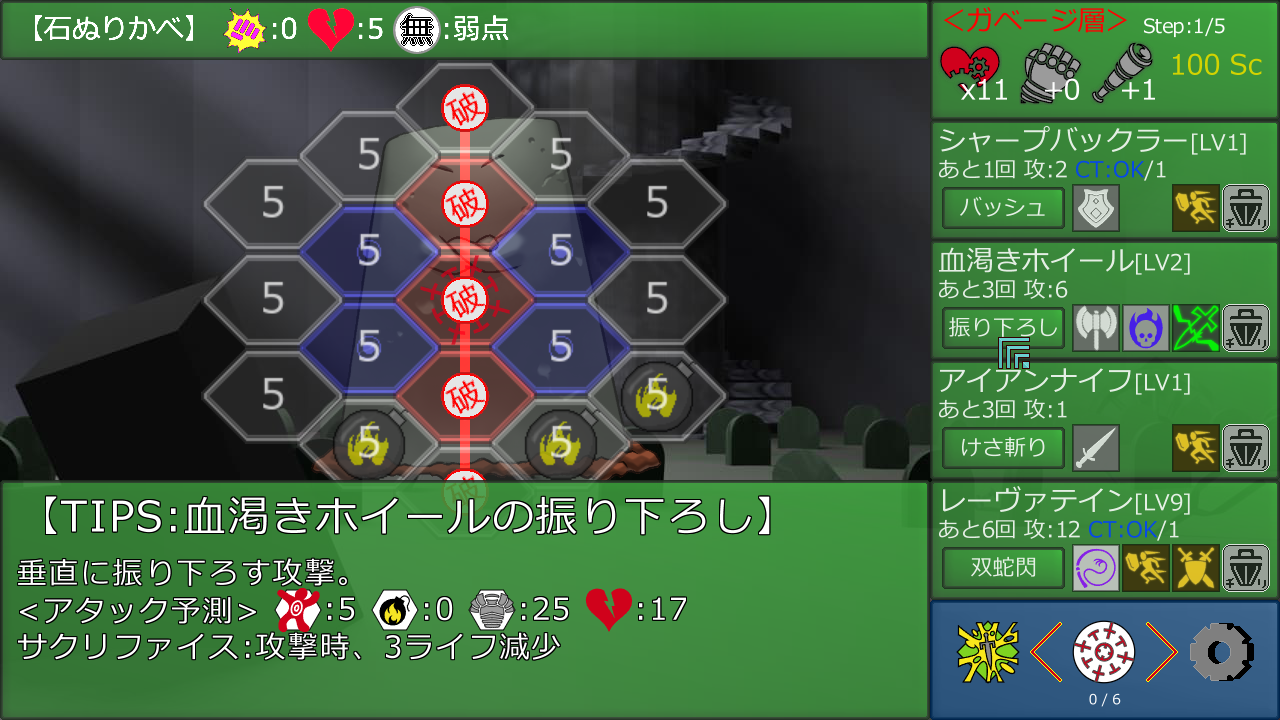 【石ぬりかべ】 :0 :5 :弱点
<ガベージ層> Step:1/5
x11 +0 +1 100 Sc
破
5 5
5 破 5
5 5
5 破 5
5 5
5 破 5
5 5
破
シャープバックラー[LV1]
あと1回 攻:2 CT:OK/1
バッシュ
血渇きホイール[LV2]
あと3回 攻:6
振り下ろし
アイアンナイフ[LV1]
あと3回 攻:1
けさ斬り
レーヴァテイン[LV9]
あと6回 攻:12 CT:OK/1
双蛇閃
【TIPS:血渇きホイールの振り下ろし】
垂直に振り下ろす攻撃。
<アタック予測> :5 :0 :25 :17
サクリファイス:攻撃時、3ライフ減少
0 / 6